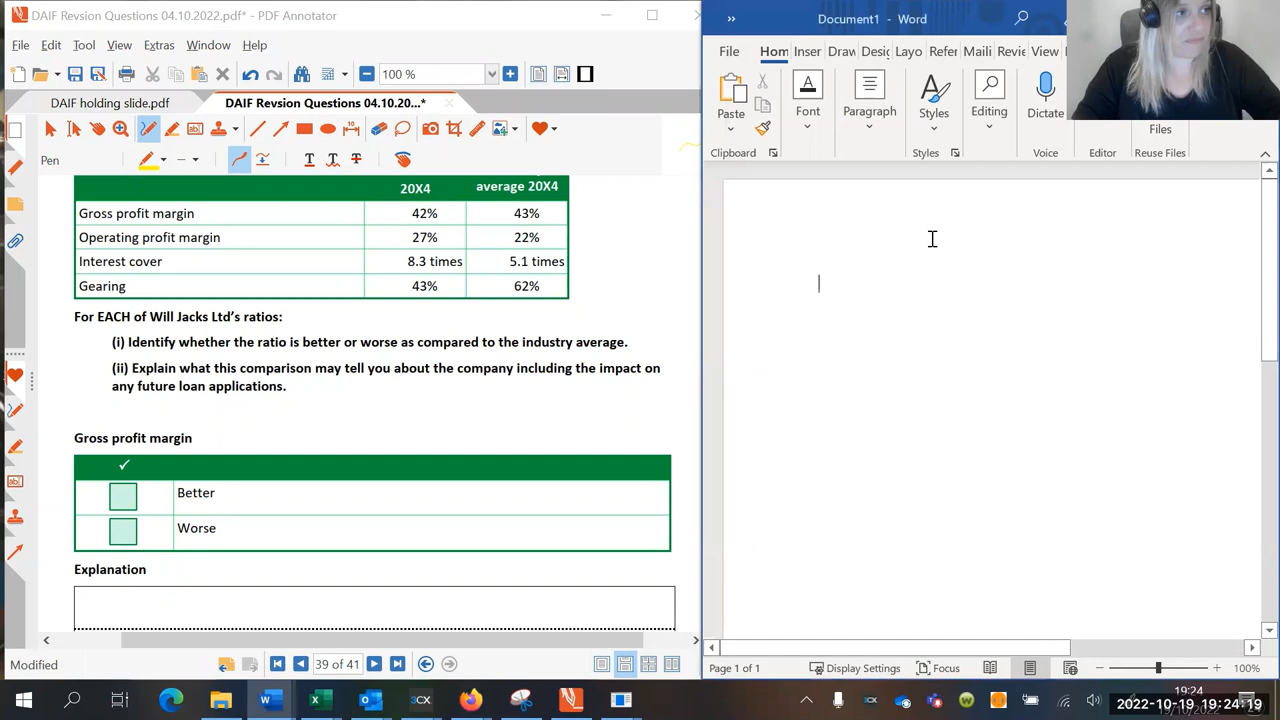 DAIF Revision Questions 04.10.2022.pdf* - PDF Annotator
File Edit Tool View Extras Window Help
100 %
DAIF holding slide.pdf
DAIF Revsion Questions 04.10.20...*
Pen
20X4 average 20X4
Gross profit margin 42% 43%
Operating profit margin 27% 22%
Interest cover 8.3 times 5.1 times
Gearing 43% 62%
For EACH of Will Jacks Ltd's ratios:
(i) Identify whether the ratio is better or worse as compared to the industry average.
(ii) Explain what this comparison may tell you about the company including the impact on
any future loan applications.
Gross profit margin
✓
Better
Worse
Explanation
39 of 41
Modified
Document1 - Word
File Hom Inser Draw Desig Layo Refer Maili Revie View
Paste Font Paragraph Styles Editing Dictate
Files
Clipboard Styles Voice Editor Reuse Files
Page 1 of 1 Display Settings Focus 100%
19:24
2022-10-19 19:24:19